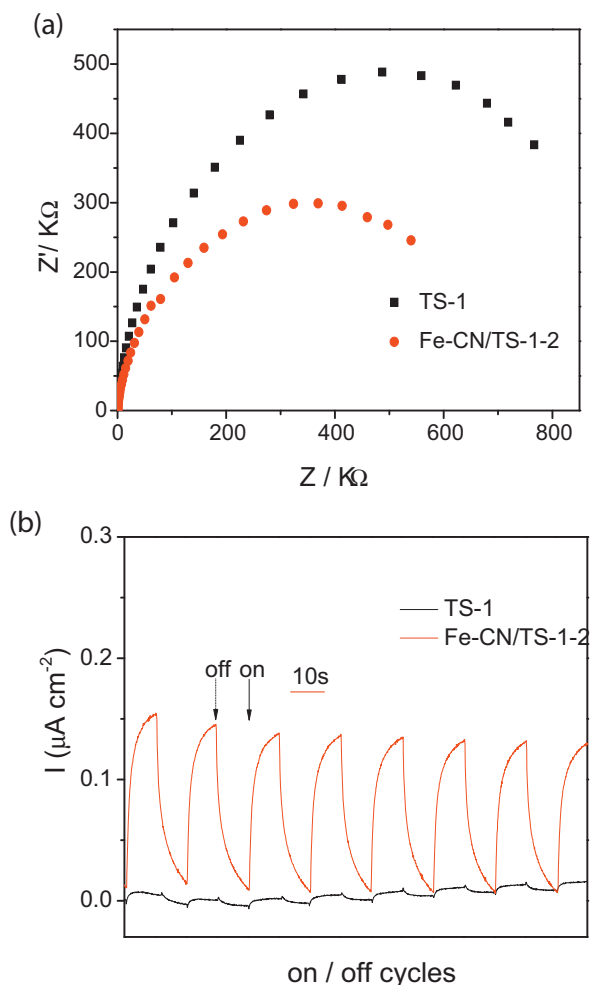 (a)
500
400
300
200
100
0
Z'/ KΩ
TS-1
Fe-CN/TS-1-2
0 200 400 600 800
Z / KΩ
(b)
0.3
0.2
0.1
0.0
I (μA cm⁻²)
TS-1
Fe-CN/TS-1-2
off on
10s
on / off cycles